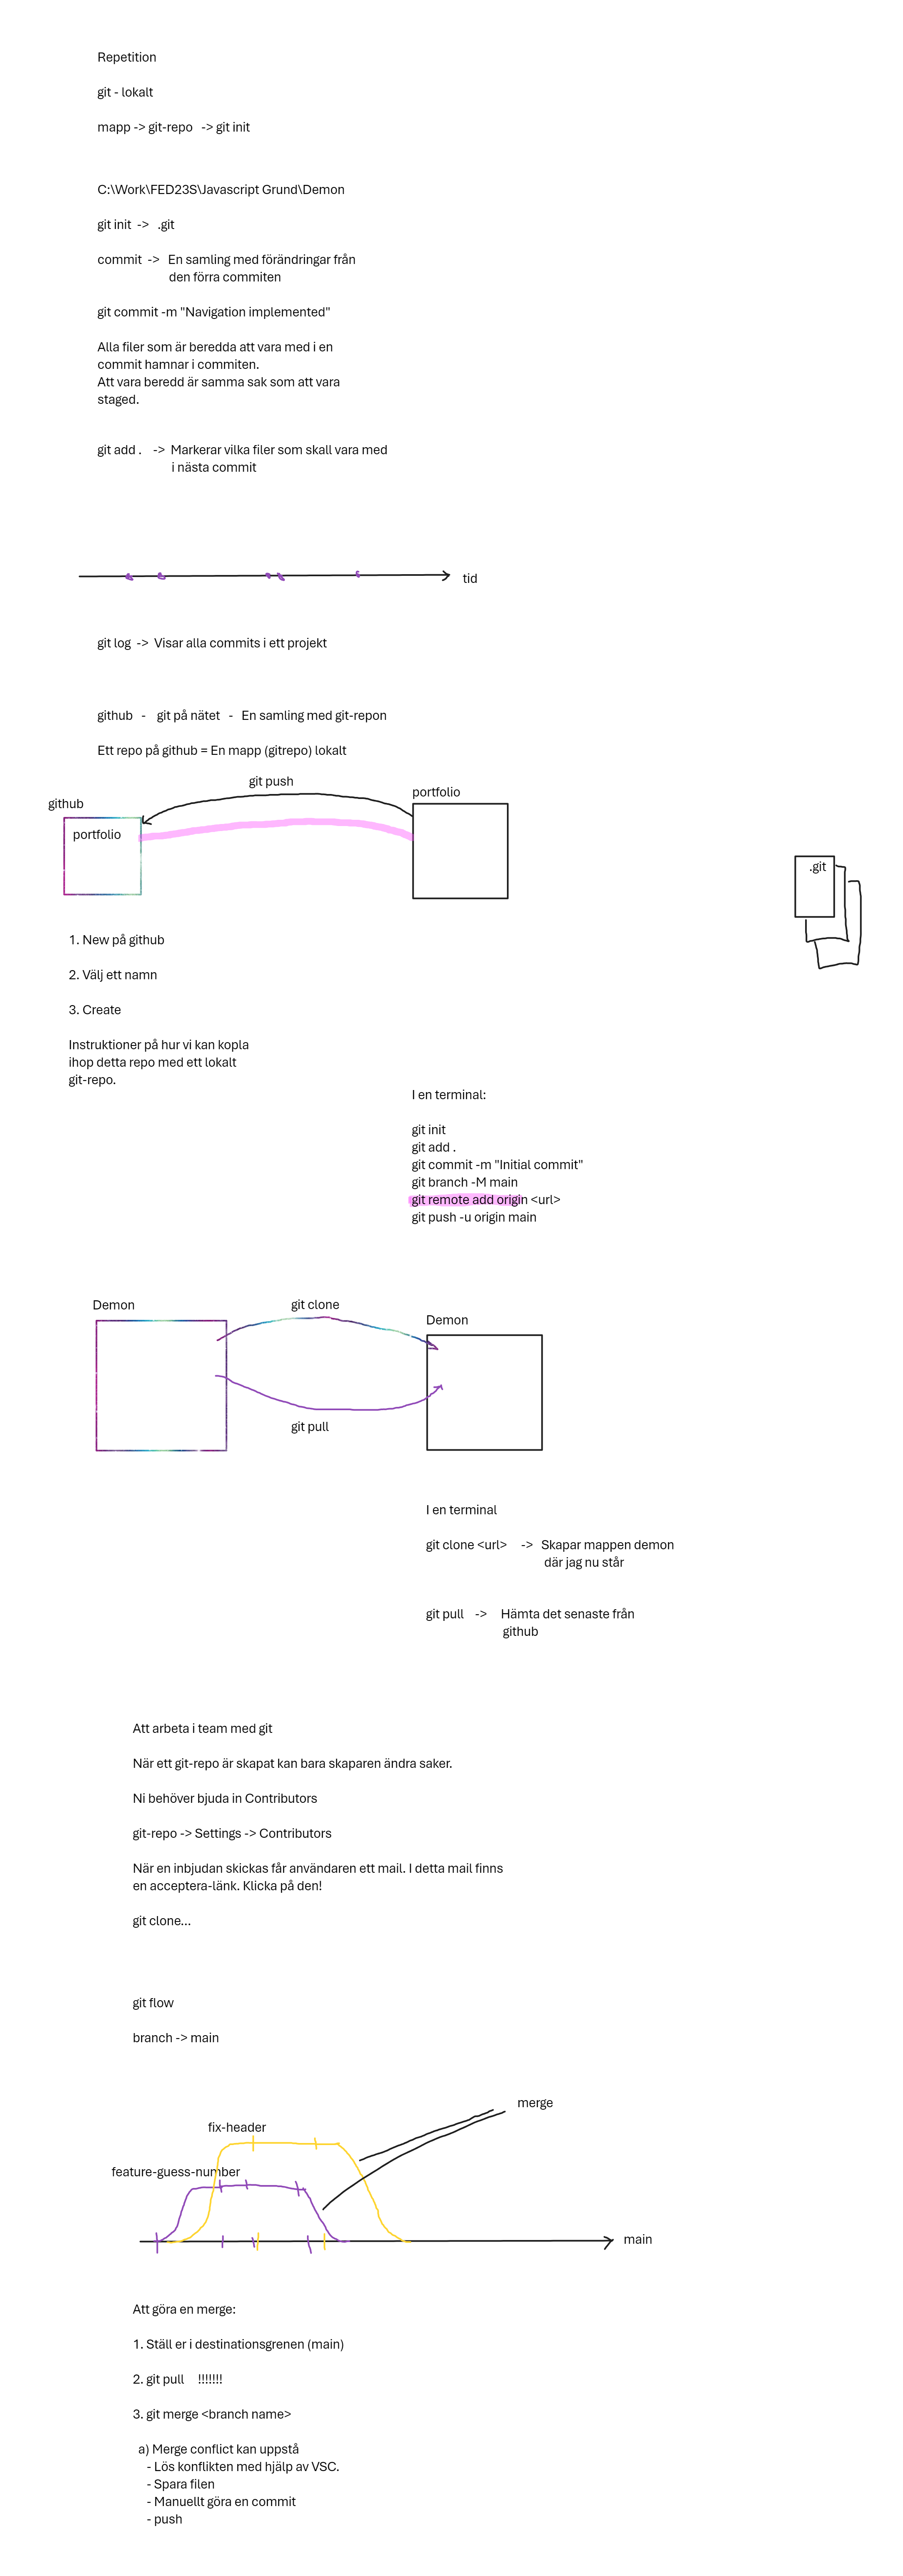 Repetition
git - lokalt
mapp -> git-repo -> git init
C:\Work\FED23S\Javascript Grund\Demon
git init -> .git
commit -> En samling med förändringar från
den förra commiten
git commit -m "Navigation implemented"
Alla filer som är beredda att vara med i en
commit hamnar i commiten.
Att vara beredd är samma sak som att vara
staged.
git add . -> Markerar vilka filer som skall vara med
i nästa commit
tid
git log -> Visar alla commits i ett projekt
github - git på nätet - En samling med git-repon
Ett repo på github = En mapp (gitrepo) lokalt
git push
portfolio
github
portfolio
.git
1. New på github
2. Välj ett namn
3. Create
Instruktioner på hur vi kan kopla
ihop detta repo med ett lokalt
git-repo.
I en terminal:
git init
git add .
git commit -m "Initial commit"
git branch -M main
git remote add origin <url>
git push -u origin main
Demon
git clone
Demon
git pull
I en terminal
git clone <url> -> Skapar mappen demon
där jag nu står
git pull -> Hämta det senaste från
github
Att arbeta i team med git
När ett git-repo är skapat kan bara skaparen ändra saker.
Ni behöver bjuda in Contributors
git-repo -> Settings -> Contributors
När en inbjudan skickas får användaren ett mail. I detta mail finns
en acceptera-länk. Klicka på den!
git clone...
git flow
branch -> main
merge
fix-header
feature-guess-number
main
Att göra en merge:
1. Ställ er i destinationsgrenen (main)
2. git pull !!!!!!!
3. git merge <branch name>
a) Merge conflict kan uppstå
- Lös konflikten med hjälp av VSC.
- Spara filen
- Manuellt göra en commit
- push